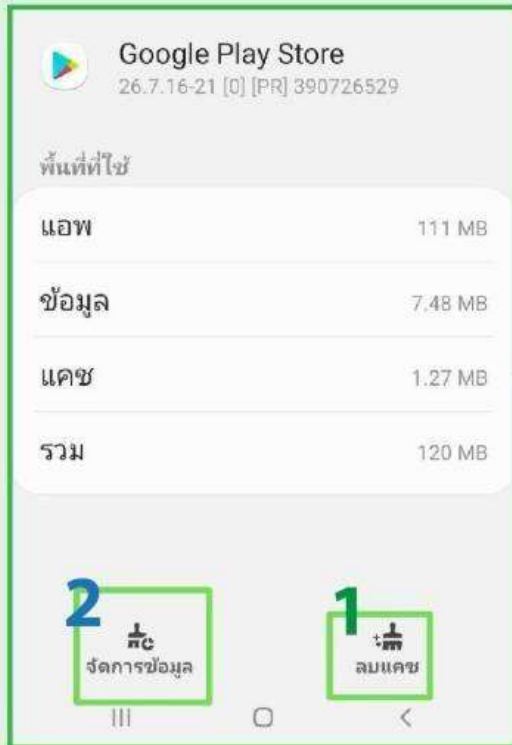 Google Play Store
26.7.16-21 [0] [PR] 390726529
พื้นที่ที่ใช้
แอพ 111 MB
ข้อมูล 7.48 MB
แคช 1.27 MB
รวม 120 MB
2 1
จัดการข้อมูล ลบแคช